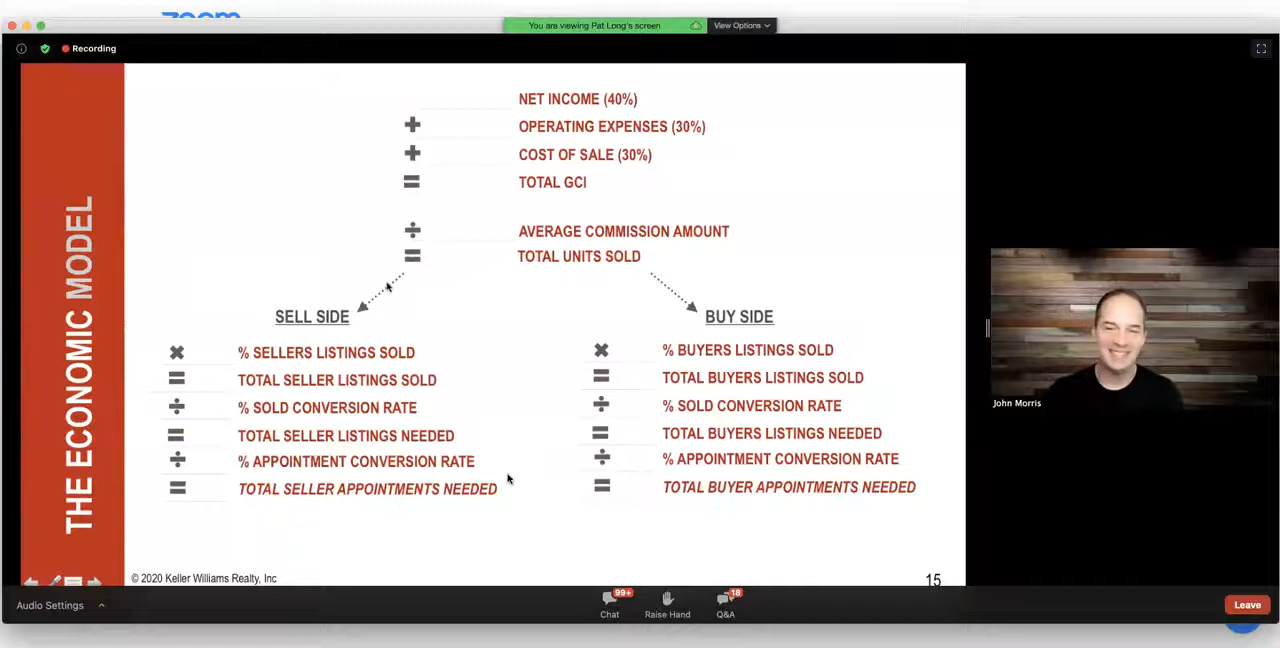 zoom
You are viewing Pat Long's screen
View Options
Recording
THE ECONOMIC MODEL
NET INCOME (40%)
+ OPERATING EXPENSES (30%)
+ COST OF SALE (30%)
= TOTAL GCI
÷ AVERAGE COMMISSION AMOUNT
= TOTAL UNITS SOLD
SELL SIDE
× % SELLERS LISTINGS SOLD
= TOTAL SELLER LISTINGS SOLD
÷ % SOLD CONVERSION RATE
= TOTAL SELLER LISTINGS NEEDED
÷ % APPOINTMENT CONVERSION RATE
= TOTAL SELLER APPOINTMENTS NEEDED
BUY SIDE
× % BUYERS LISTINGS SOLD
= TOTAL BUYERS LISTINGS SOLD
÷ % SOLD CONVERSION RATE
= TOTAL BUYERS LISTINGS NEEDED
÷ % APPOINTMENT CONVERSION RATE
= TOTAL BUYER APPOINTMENTS NEEDED
John Morris
© 2020 Keller Williams Realty, Inc
15
Audio Settings
99+
Chat
Raise Hand
18
Q&A
Leave